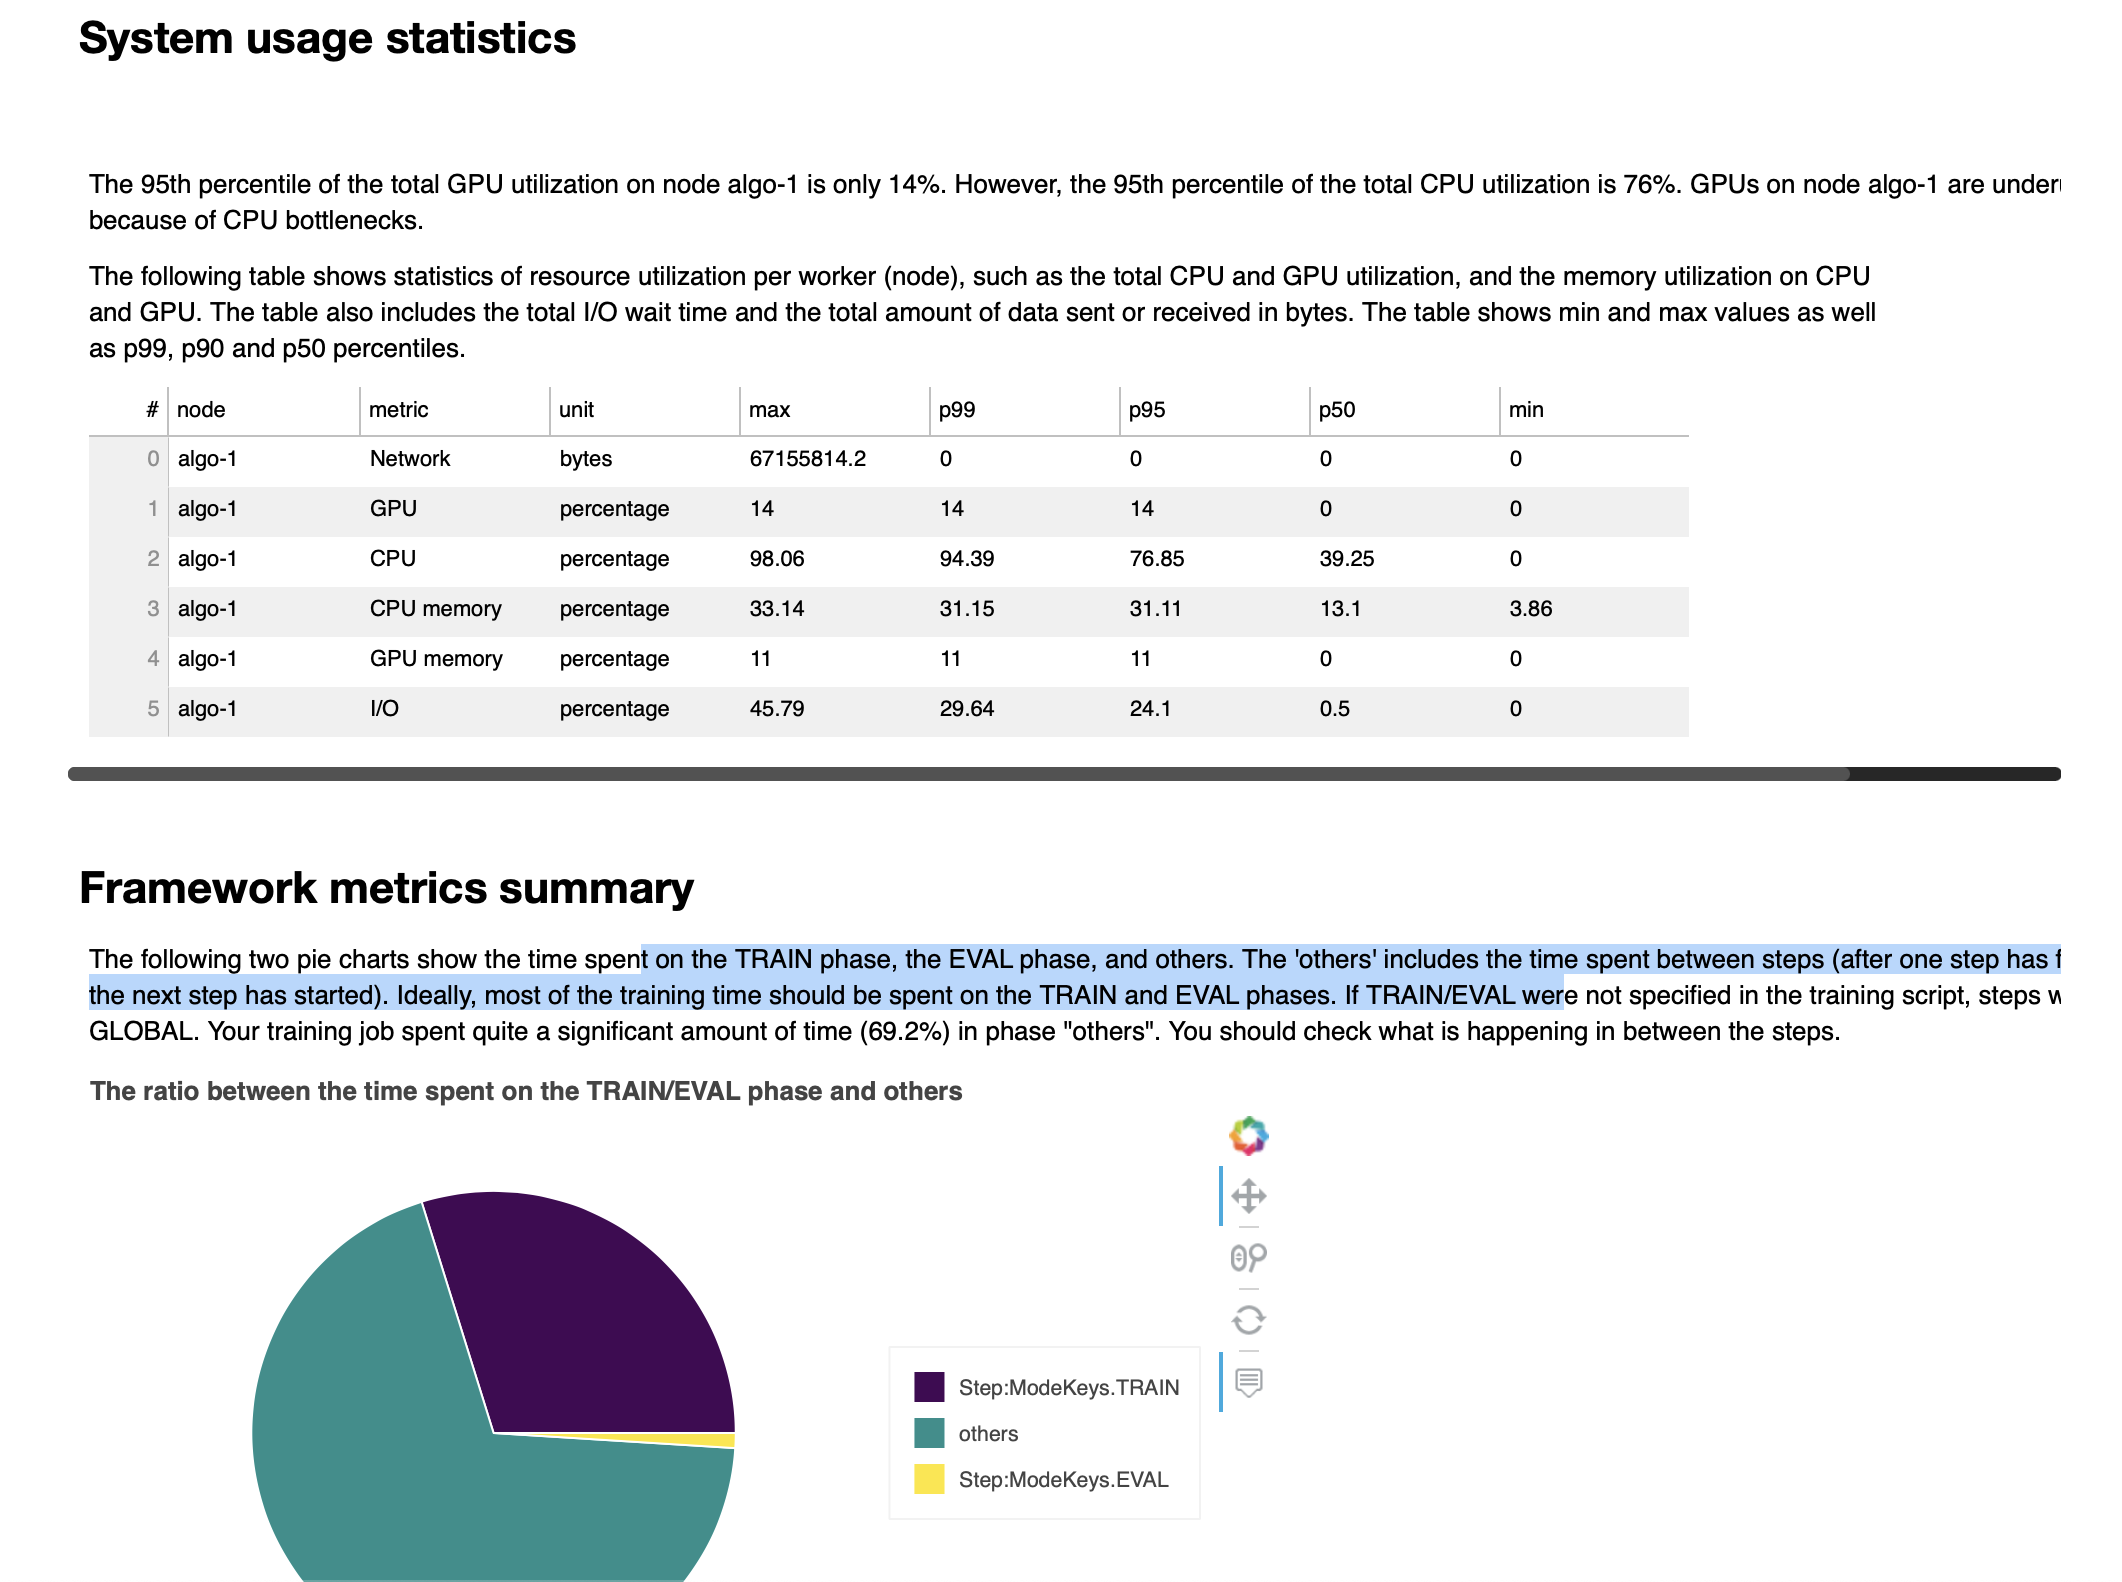 System usage statistics
The 95th percentile of the total GPU utilization on node algo-1 is only 14%. However, the 95th percentile of the total CPU utilization is 76%. GPUs on node algo-1 are
because of CPU bottlenecks.
The following table shows statistics of resource utilization per worker (node), such as the total CPU and GPU utilization, and the memory utilization on CPU
and GPU. The table also includes the total I/O wait time and the total amount of data sent or received in bytes. The table shows min and max values as well
as p99, p90 and p50 percentiles.
# node metric unit max p99 p95 p50 min
0 algo-1 Network bytes 67155814.2 0 0 0 0
1 algo-1 GPU percentage 14 14 14 0 0
2 algo-1 CPU percentage 98.06 94.39 76.85 39.25 0
3 algo-1 CPU memory percentage 33.14 31.15 31.11 13.1 3.86
4 algo-1 GPU memory percentage 11 11 11 0 0
5 algo-1 I/O percentage 45.79 29.64 24.1 0.5 0
Framework metrics summary
The following two pie charts show the time spent on the TRAIN phase, the EVAL phase, and others. The 'others' includes the time spent between steps (after one step has
the next step has started). Ideally, most of the training time should be spent on the TRAIN and EVAL phases. If TRAIN/EVAL were not specified in the training script, steps
GLOBAL. Your training job spent quite a significant amount of time (69.2%) in phase "others". You should check what is happening in between the steps.
The ratio between the time spent on the TRAIN/EVAL phase and others
Step:ModeKeys.TRAIN
others
Step:ModeKeys.EVAL